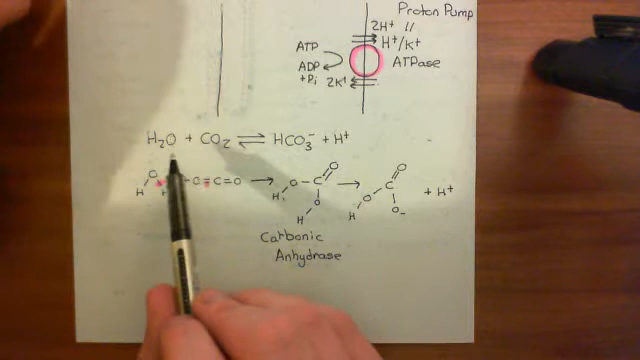 Proton Pump
2H⁺ //
H⁺/K⁺
ATPase
ATP
ADP
+Pi
2K⁺
H₂O + CO₂ ⇌ HCO₃⁻ + H⁺
H O H O=C=O → H O C O O H → H O C O O⁻ + H⁺
Carbonic
Anhydrase